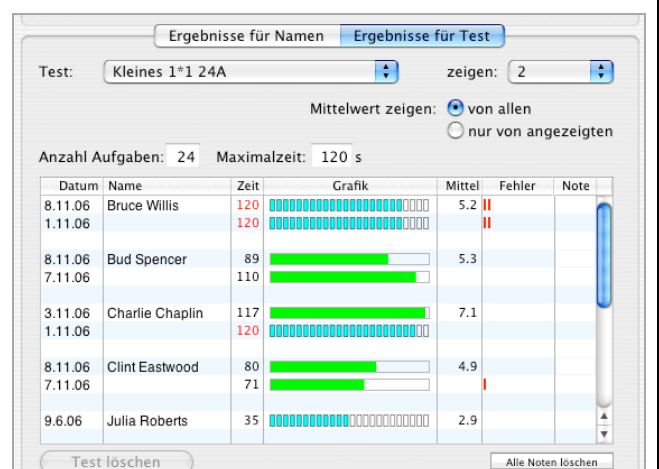 Ergebnisse für Namen Ergebnisse für Test
Test: Kleines 1*1 24A zeigen: 2
Mittelwert zeigen: von allen
nur von angezeigten
Anzahl Aufgaben: 24 Maximalzeit: 120 s
Datum Name Zeit Grafik Mittel Fehler Note
8.11.06 Bruce Willis 120 5.2
1.11.06 120
8.11.06 Bud Spencer 89 5.3
7.11.06 110
3.11.06 Charlie Chaplin 117 7.1
1.11.06 120
8.11.06 Clint Eastwood 80 4.9
7.11.06 71
9.6.06 Julia Roberts 35 2.9
Test löschen Alle Noten löschen